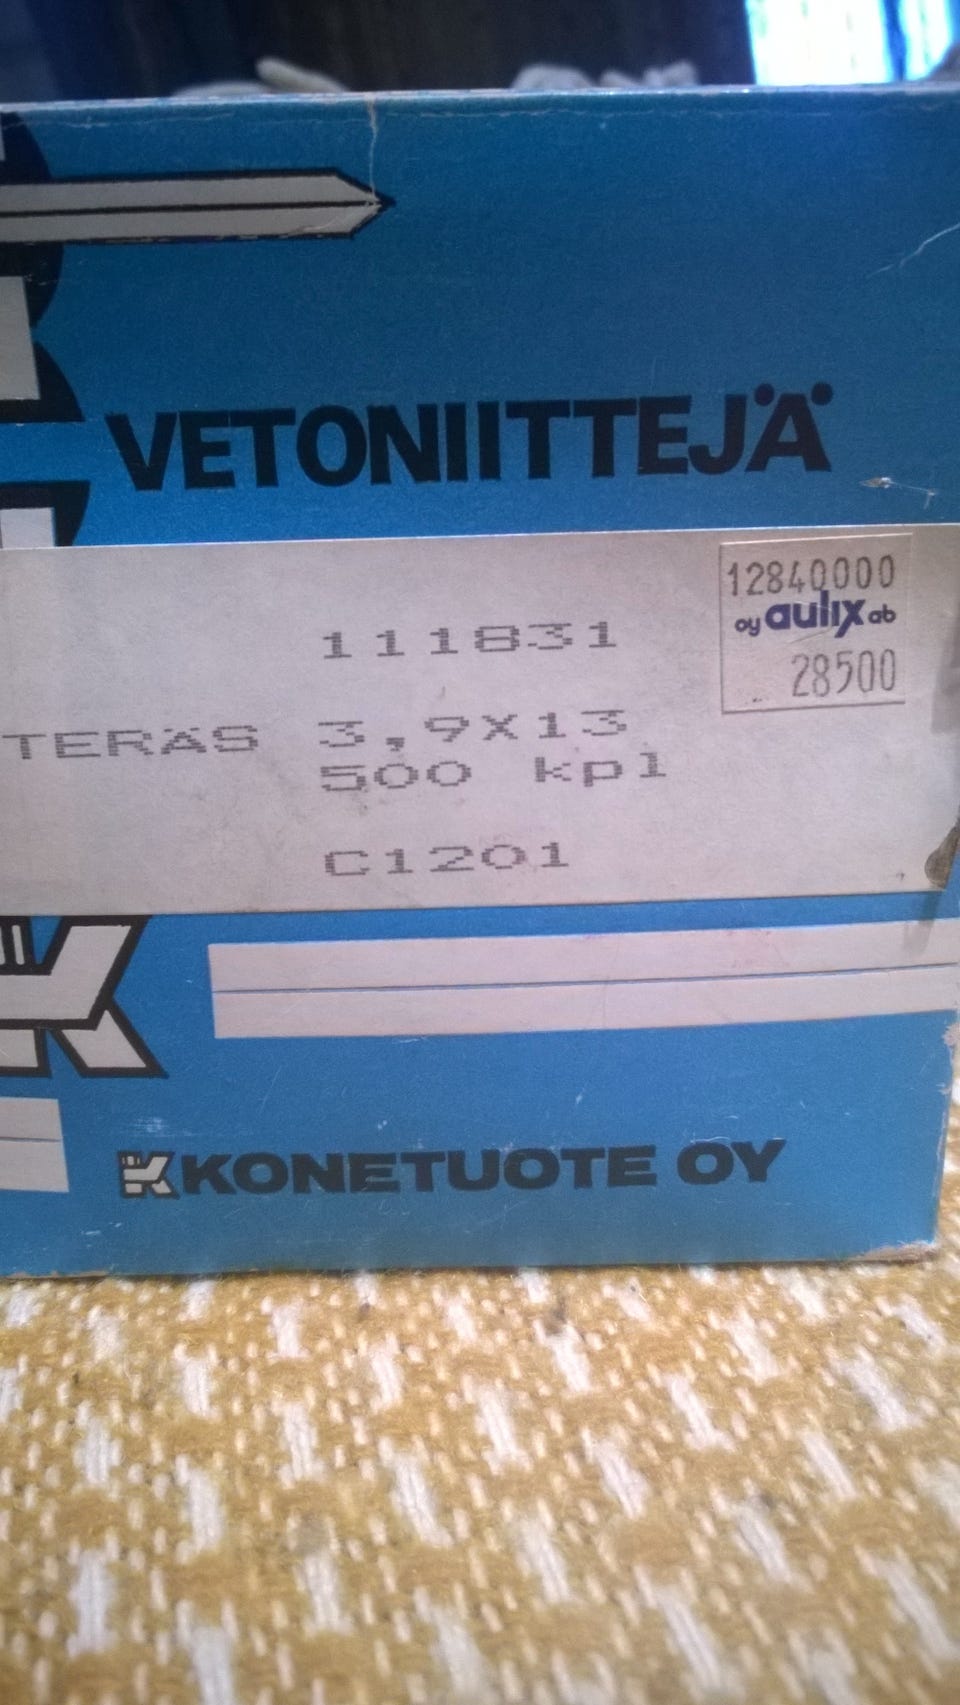 VETONIITTEJÄ
12840000
oy aulix ab
28500
111831
TERÄS 3,9X13
500 kpl
C1201
K
KONETUOTE OY